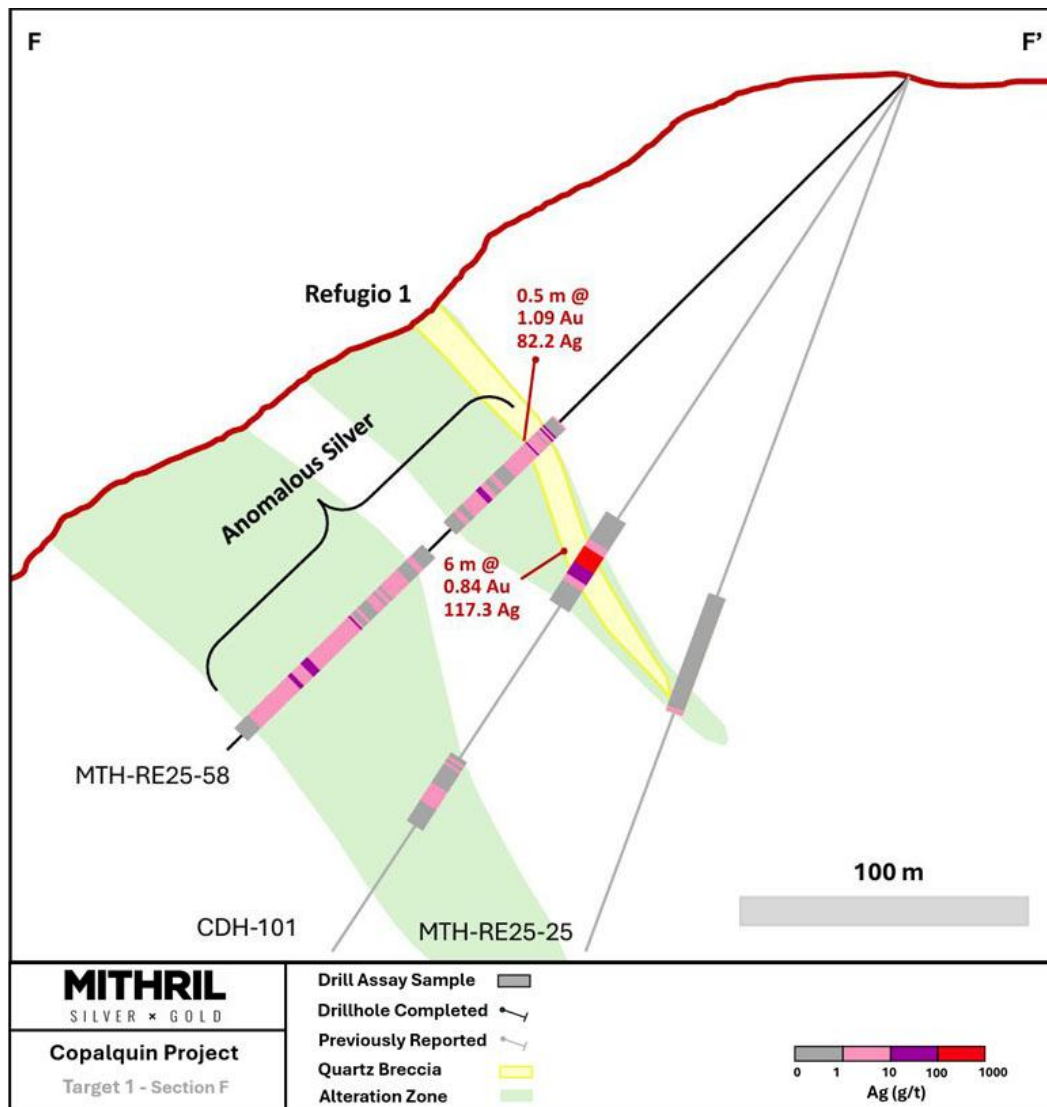 F
F'
Refugio 1
0.5 m @
1.09 Au
82.2 Ag
Anomalous Silver
6 m @
0.84 Au
117.3 Ag
MTH-RE25-58
CDH-101
MTH-RE25-25
100 m
MITHRIL
SILVER × GOLD
Copalquin Project
Target 1 - Section F
Drill Assay Sample
Drillhole Completed
Previously Reported
Quartz Breccia
Alteration Zone
0 1 10 100 1000
Ag (g/t)